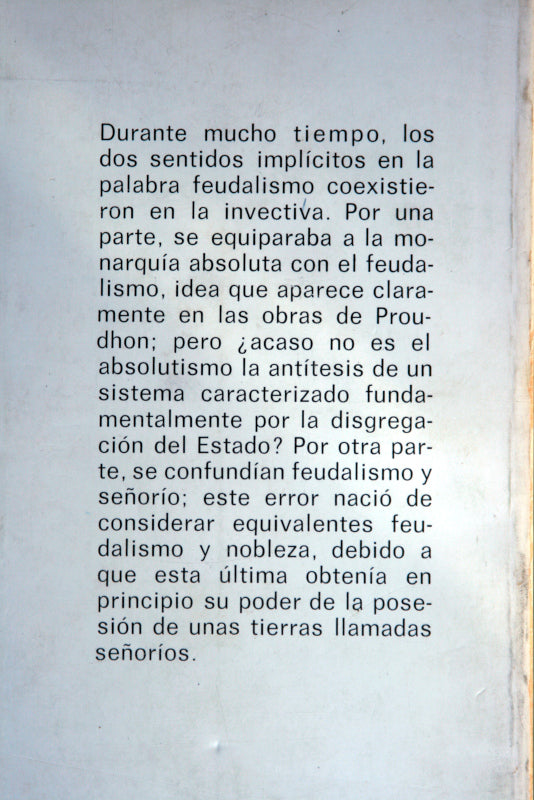 Durante mucho tiempo, los
dos sentidos implícitos en la
palabra feudalismo coexistie-
ron en la invectiva. Por una
parte, se equiparaba a la mo-
narquía absoluta con el feuda-
lismo, idea que aparece clara-
mente en las obras de Prou-
dhon; pero ¿acaso no es el
absolutismo la antítesis de un
sistema caracterizado funda-
mentalmente por la disgrega-
ción del Estado? Por otra par-
te, se confundían feudalismo y
señorío; este error nació de
considerar equivalentes feu-
dalismo y nobleza, debido a
que esta última obtenía en
principio su poder de la pose-
sión de unas tierras llamadas
señoríos.